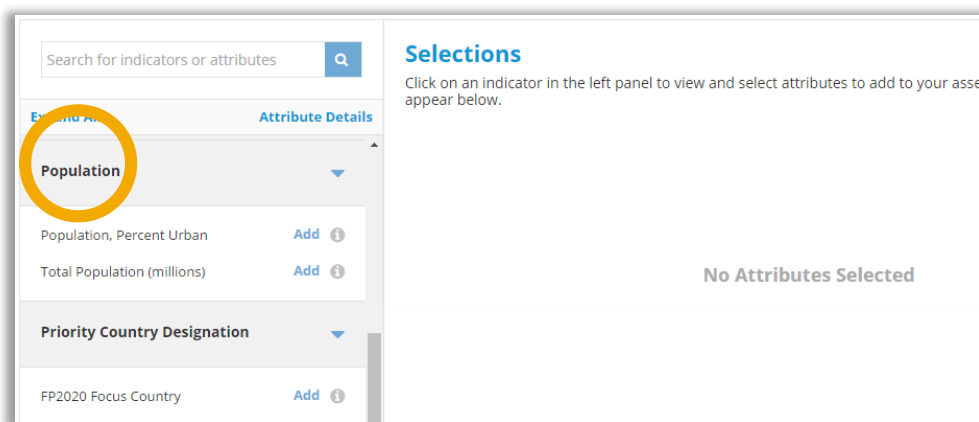 Search for indicators or attributes
Selections
Click on an indicator in the left panel to view and select attributes to add to your asse
appear below.
Attribute Details
Population
Population, Percent Urban Add
Total Population (millions) Add
No Attributes Selected
Priority Country Designation
FP2020 Focus Country Add